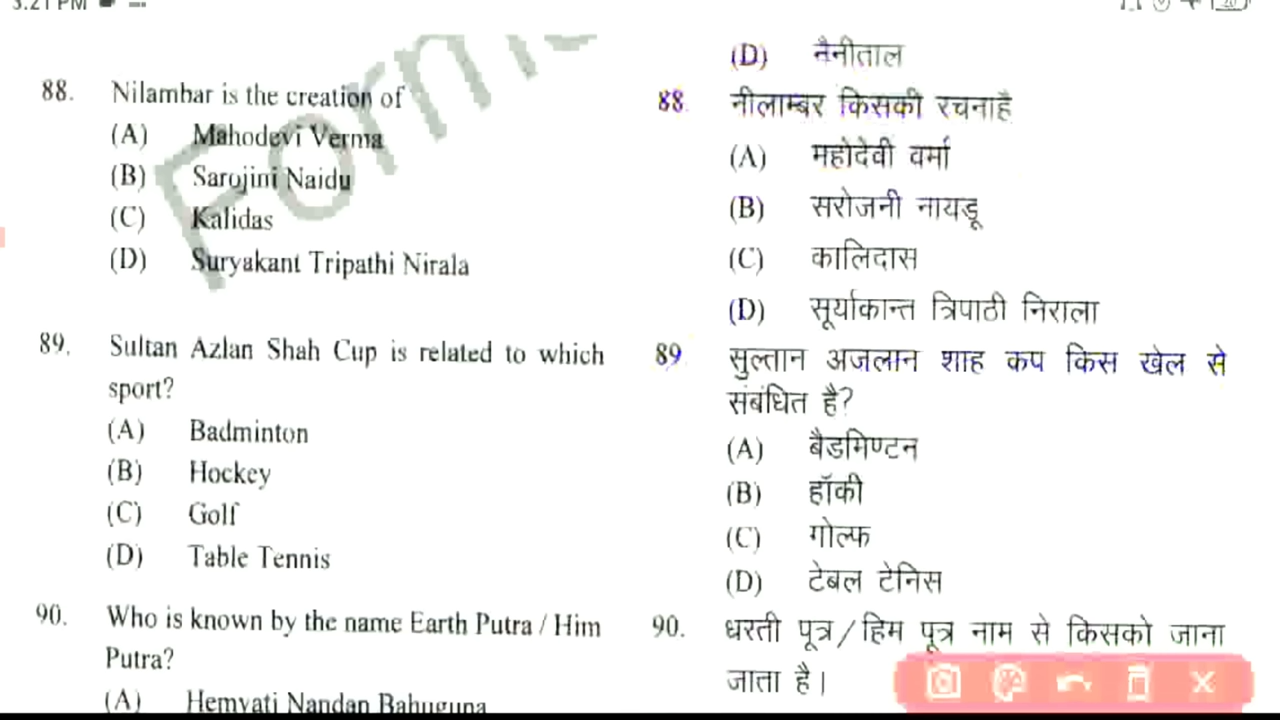 3:21 PM
88. Nilambar is the creation of
(A) Mahodevi Verma
(B) Sarojini Naidu
(C) Kalidas
(D) Suryakant Tripathi Nirala
89. Sultan Azlan Shah Cup is related to which
sport?
(A) Badminton
(B) Hockey
(C) Golf
(D) Table Tennis
90. Who is known by the name Earth Putra / Him
Putra?
(A) Hemvati Nandan Bahuguna
(D) नैनीताल
88. नीलाम्बर किसकी रचनाहै
(A) महोदेवी वर्मा
(B) सरोजनी नायडू
(C) कालिदास
(D) सूर्याकान्त त्रिपाठी निराला
89 सुल्तान अजलान शाह कप किस खेल से
संबंधित है?
(A) बैडमिण्टन
(B) हॉकी
(C) गोल्फ
(D) टेबल टेनिस
90. धरती पूत्र / हिम पूत्र नाम से किसको जाना
जाता है।